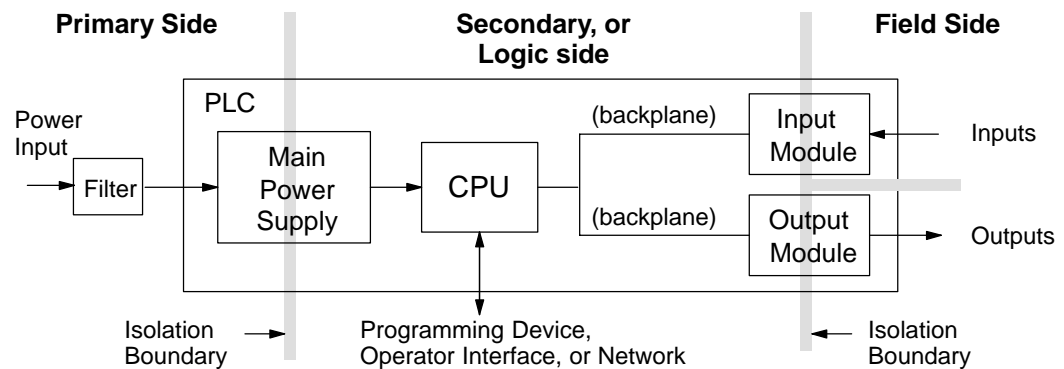 Primary Side
Secondary, or
Logic side
Field Side
PLC
Power
Input
Filter
Main
Power
Supply
CPU
(backplane)
(backplane)
Input
Module
Output
Module
Inputs
Outputs
Isolation
Boundary
Programming Device,
Operator Interface, or Network
Isolation
Boundary